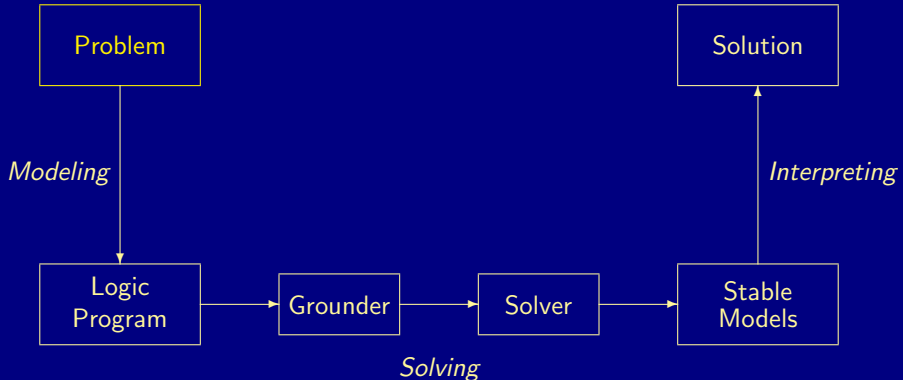 Problem
Solution
Modeling
Interpreting
Logic
Program
Grounder
Solver
Stable
Models
Solving